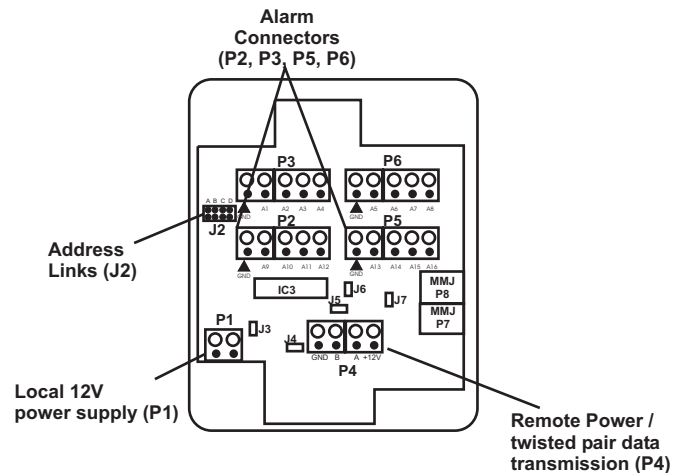 Alarm
Connectors
(P2, P3, P5, P6)
P3
P6
A1 A2 A3 A4
GND
A5 A6 A7 A8
GND
A B C D
J2
P2
P5
A9 A10 A11 A12
GND
A13 A14 A15 A16
GND
Address
Links (J2)
IC3
J6
J5
J7
MMJ
P8
MMJ
P7
P1
J3
J4
GND B A +12V
P4
Local 12V
power supply (P1)
Remote Power /
twisted pair data
transmission (P4)